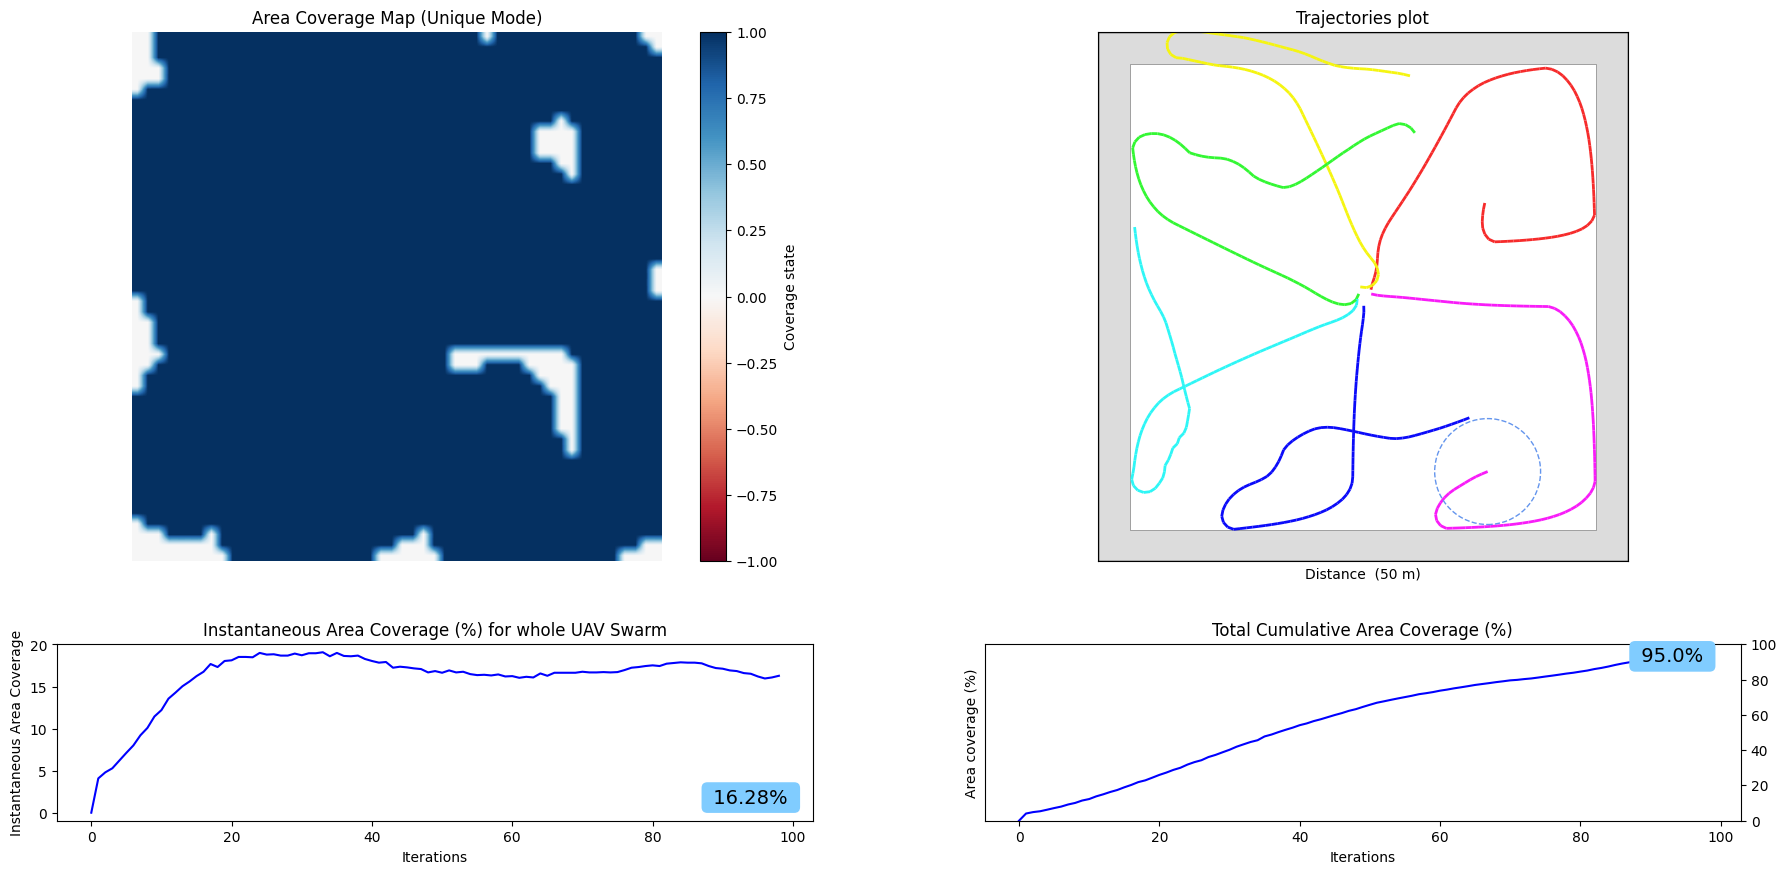 Area Coverage Map (Unique Mode)
1.00
0.75
0.50
0.25
0.00
−0.25
−0.50
−0.75
−1.00
Coverage state
Trajectories plot
Distance  (50 m)
Instantaneous Area Coverage (%) for whole UAV Swarm
Instantaneous Area Coverage
20
15
10
5
0
16.28%
0 20 40 60 80 100
Iterations
Total Cumulative Area Coverage (%)
Area coverage (%)
95.0%
100
80
60
40
20
0
0 20 40 60 80 100
Iterations